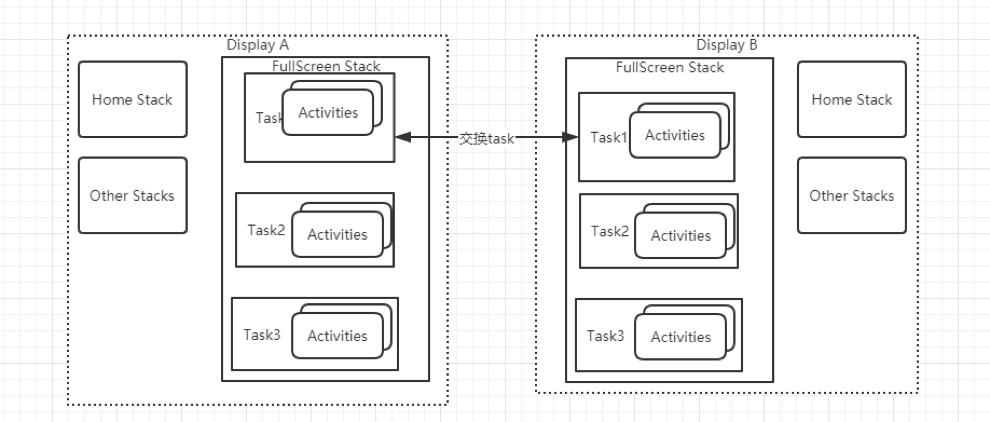 Display A
FullScreen Stack
Home Stack
Other Stacks
Task
Activities
Task2
Activities
Task3
Activities
交换task
Display B
FullScreen Stack
Task1
Activities
Task2
Activities
Task3
Activities
Home Stack
Other Stacks